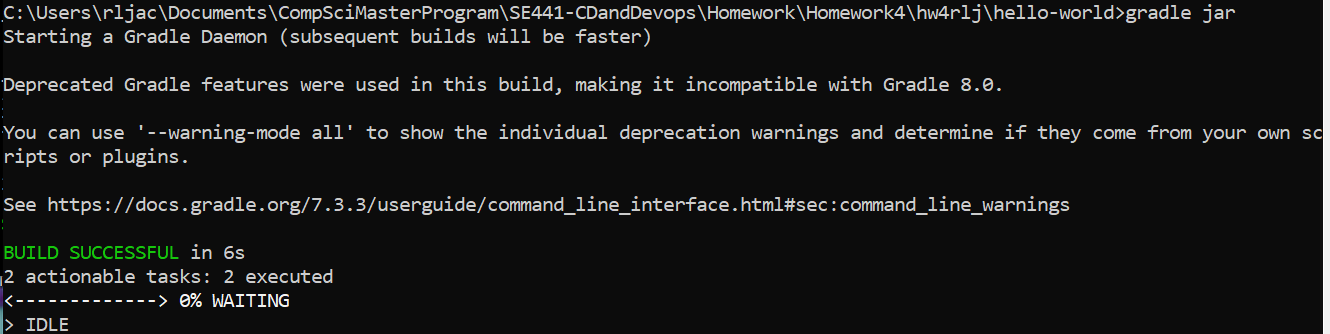 C:\Users\rljac\Documents\CompSciMasterProgram\SE441-CDandDevops\Homework\Homework4\hw4rlj\hello-world>gradle jar
Starting a Gradle Daemon (subsequent builds will be faster)
Deprecated Gradle features were used in this build, making it incompatible with Gradle 8.0.
You can use '--warning-mode all' to show the individual deprecation warnings and determine if they come from your own sc
ripts or plugins.
See https://docs.gradle.org/7.3.3/userguide/command_line_interface.html#sec:command_line_warnings
BUILD SUCCESSFUL in 6s
2 actionable tasks: 2 executed
<-------------> 0% WAITING
> IDLE